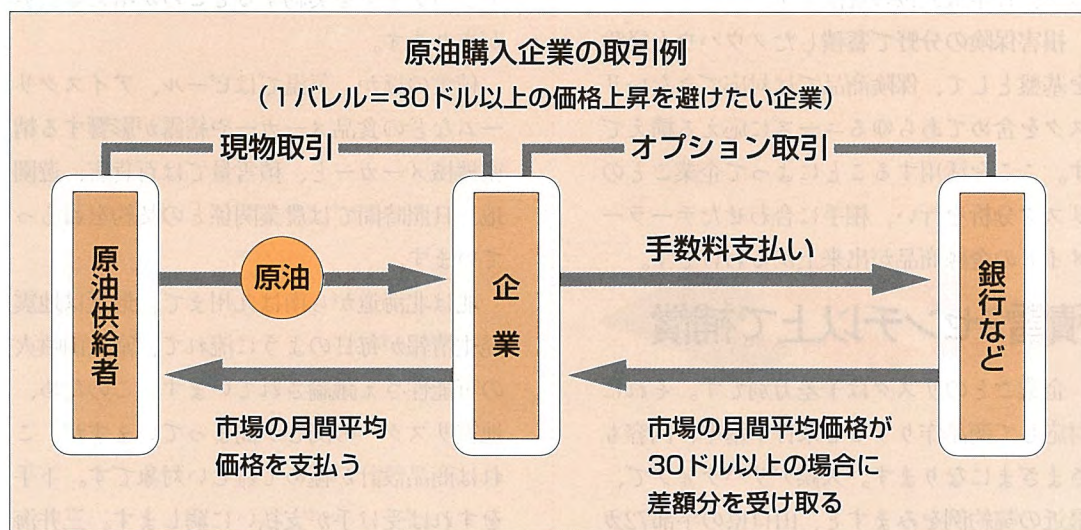 原油購入企業の取引例
(1バレル=30ドル以上の価格上昇を避けたい企業)
現物取引
オプション取引
原油供給者
原油
企業
手数料支払い
銀行など
市場の月間平均
価格を支払う
市場の月間平均価格が
30ドル以上の場合に
差額分を受け取る